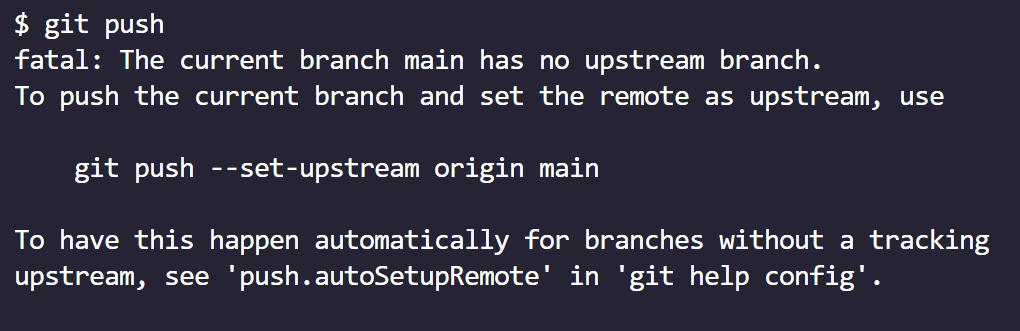 $ git push
fatal: The current branch main has no upstream branch.
To push the current branch and set the remote as upstream, use

    git push --set-upstream origin main

To have this happen automatically for branches without a tracking
upstream, see 'push.autoSetupRemote' in 'git help config'.